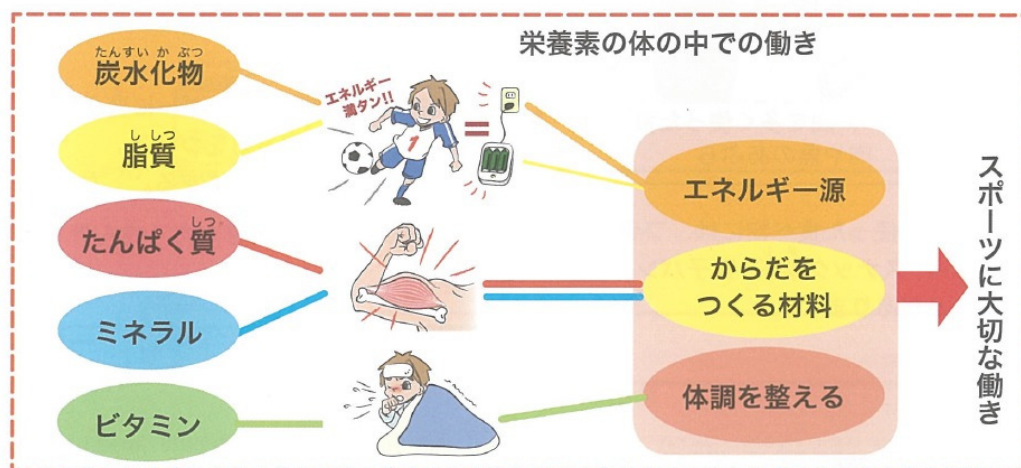 栄養素の体の中での働き
たんすいかぶつ
炭水化物
ししつ
脂質
しつ
たんぱく質
ミネラル
ビタミン
エネルギー
満タン!!
1
=
エネルギー源
からだを
つくる材料
体調を整える
スポーツに大切な働き